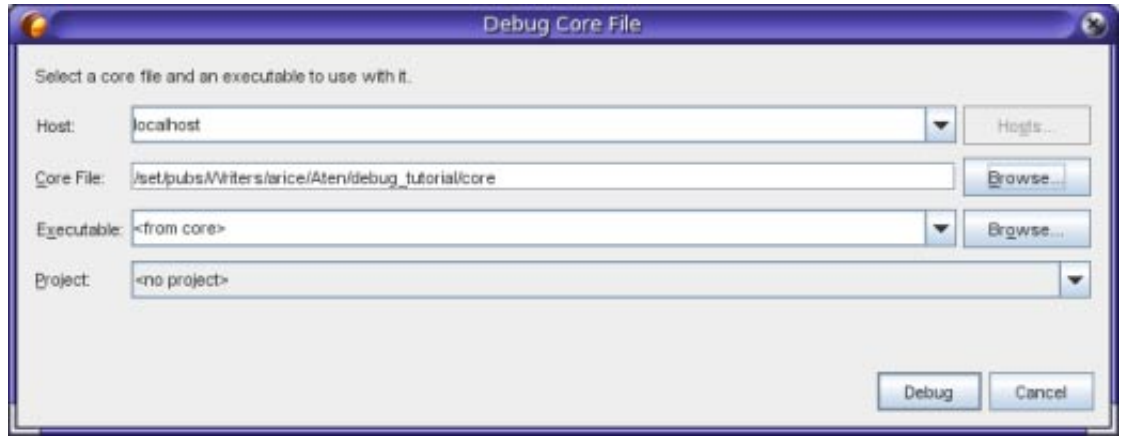 Debug Core File
Select a core file and an executable to use with it.
Host: localhost Hosts...
Core File: /set/pubs/Writers/arice/Aten/debug_tutorial/core Browse...
Executable: <from core> Browse...
Project: <no project>
Debug Cancel